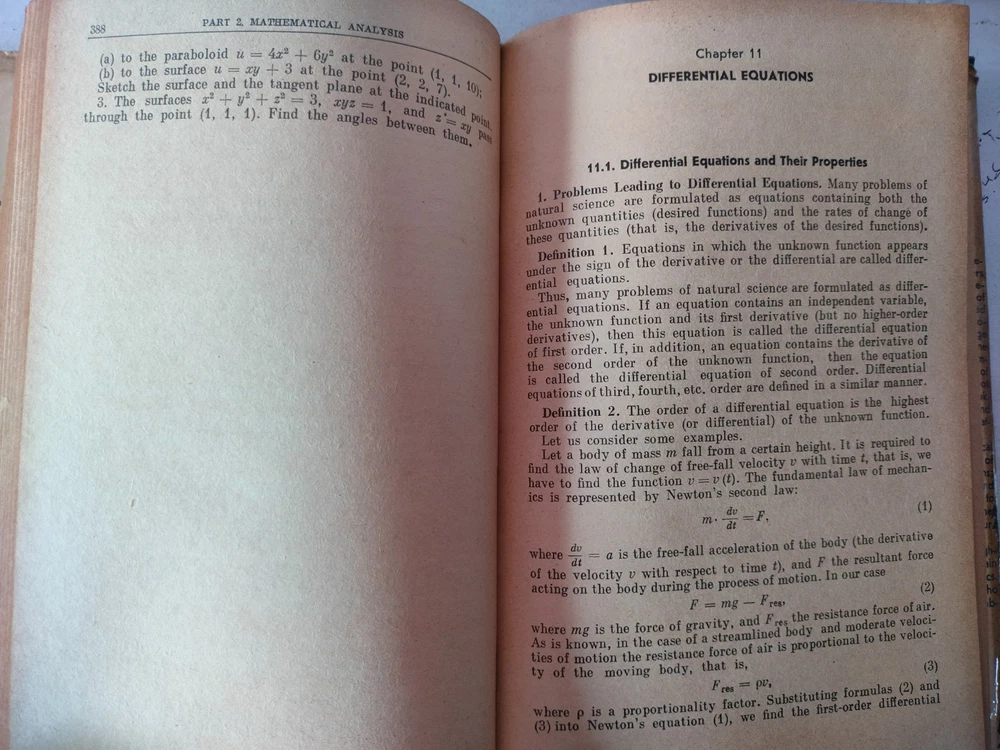 388
PART 2. MATHEMATICAL ANALYSIS
(a) to the paraboloid u = 4x² + 6y² at the point (1, 1, 10);
(b) to the surface u = xy + 3 at the point (2, 2, 7).
Sketch the surface and the tangent plane at the indicated point.
3. The surfaces x² + y² + z² = 3, xyz = 1, and z = xy pass
through the point (1, 1, 1). Find the angles between them.
Chapter 11
DIFFERENTIAL EQUATIONS
11.1. Differential Equations and Their Properties
1. Problems Leading to Differential Equations. Many problems of
natural science are formulated as equations containing both the
unknown quantities (desired functions) and the rates of change of
these quantities (that is, the derivatives of the desired functions).
Definition 1. Equations in which the unknown function appears
under the sign of the derivative or the differential are called differ-
ential equations.
Thus, many problems of natural science are formulated as differ-
ential equations. If an equation contains an independent variable,
the unknown function and its first derivative (but no higher-order
derivatives), then this equation is called the differential equation
of first order. If, in addition, an equation contains the derivative of
the second order of the unknown function, then the equation
is called the differential equation of second order. Differential
equations of third, fourth, etc. order are defined in a similar manner.
Definition 2. The order of a differential equation is the highest
order of the derivative (or differential) of the unknown function.
Let us consider some examples.
Let a body of mass m fall from a certain height. It is required to
find the law of change of free-fall velocity v with time t, that is, we
have to find the function v = v (t). The fundamental law of mechan-
ics is represented by Newton's second law:
m · dv/dt = F, (1)
where dv/dt = a is the free-fall acceleration of the body (the derivative
of the velocity v with respect to time t), and F the resultant force
acting on the body during the process of motion. In our case
F = mg − Fres, (2)
where mg is the force of gravity, and Fres the resistance force of air.
As is known, in the case of a streamlined body and moderate veloci-
ties of motion the resistance force of air is proportional to the veloci-
ty of the moving body, that is,
Fres = ρv, (3)
where ρ is a proportionality factor. Substituting formulas (2) and
(3) into Newton's equation (1), we find the first-order differential